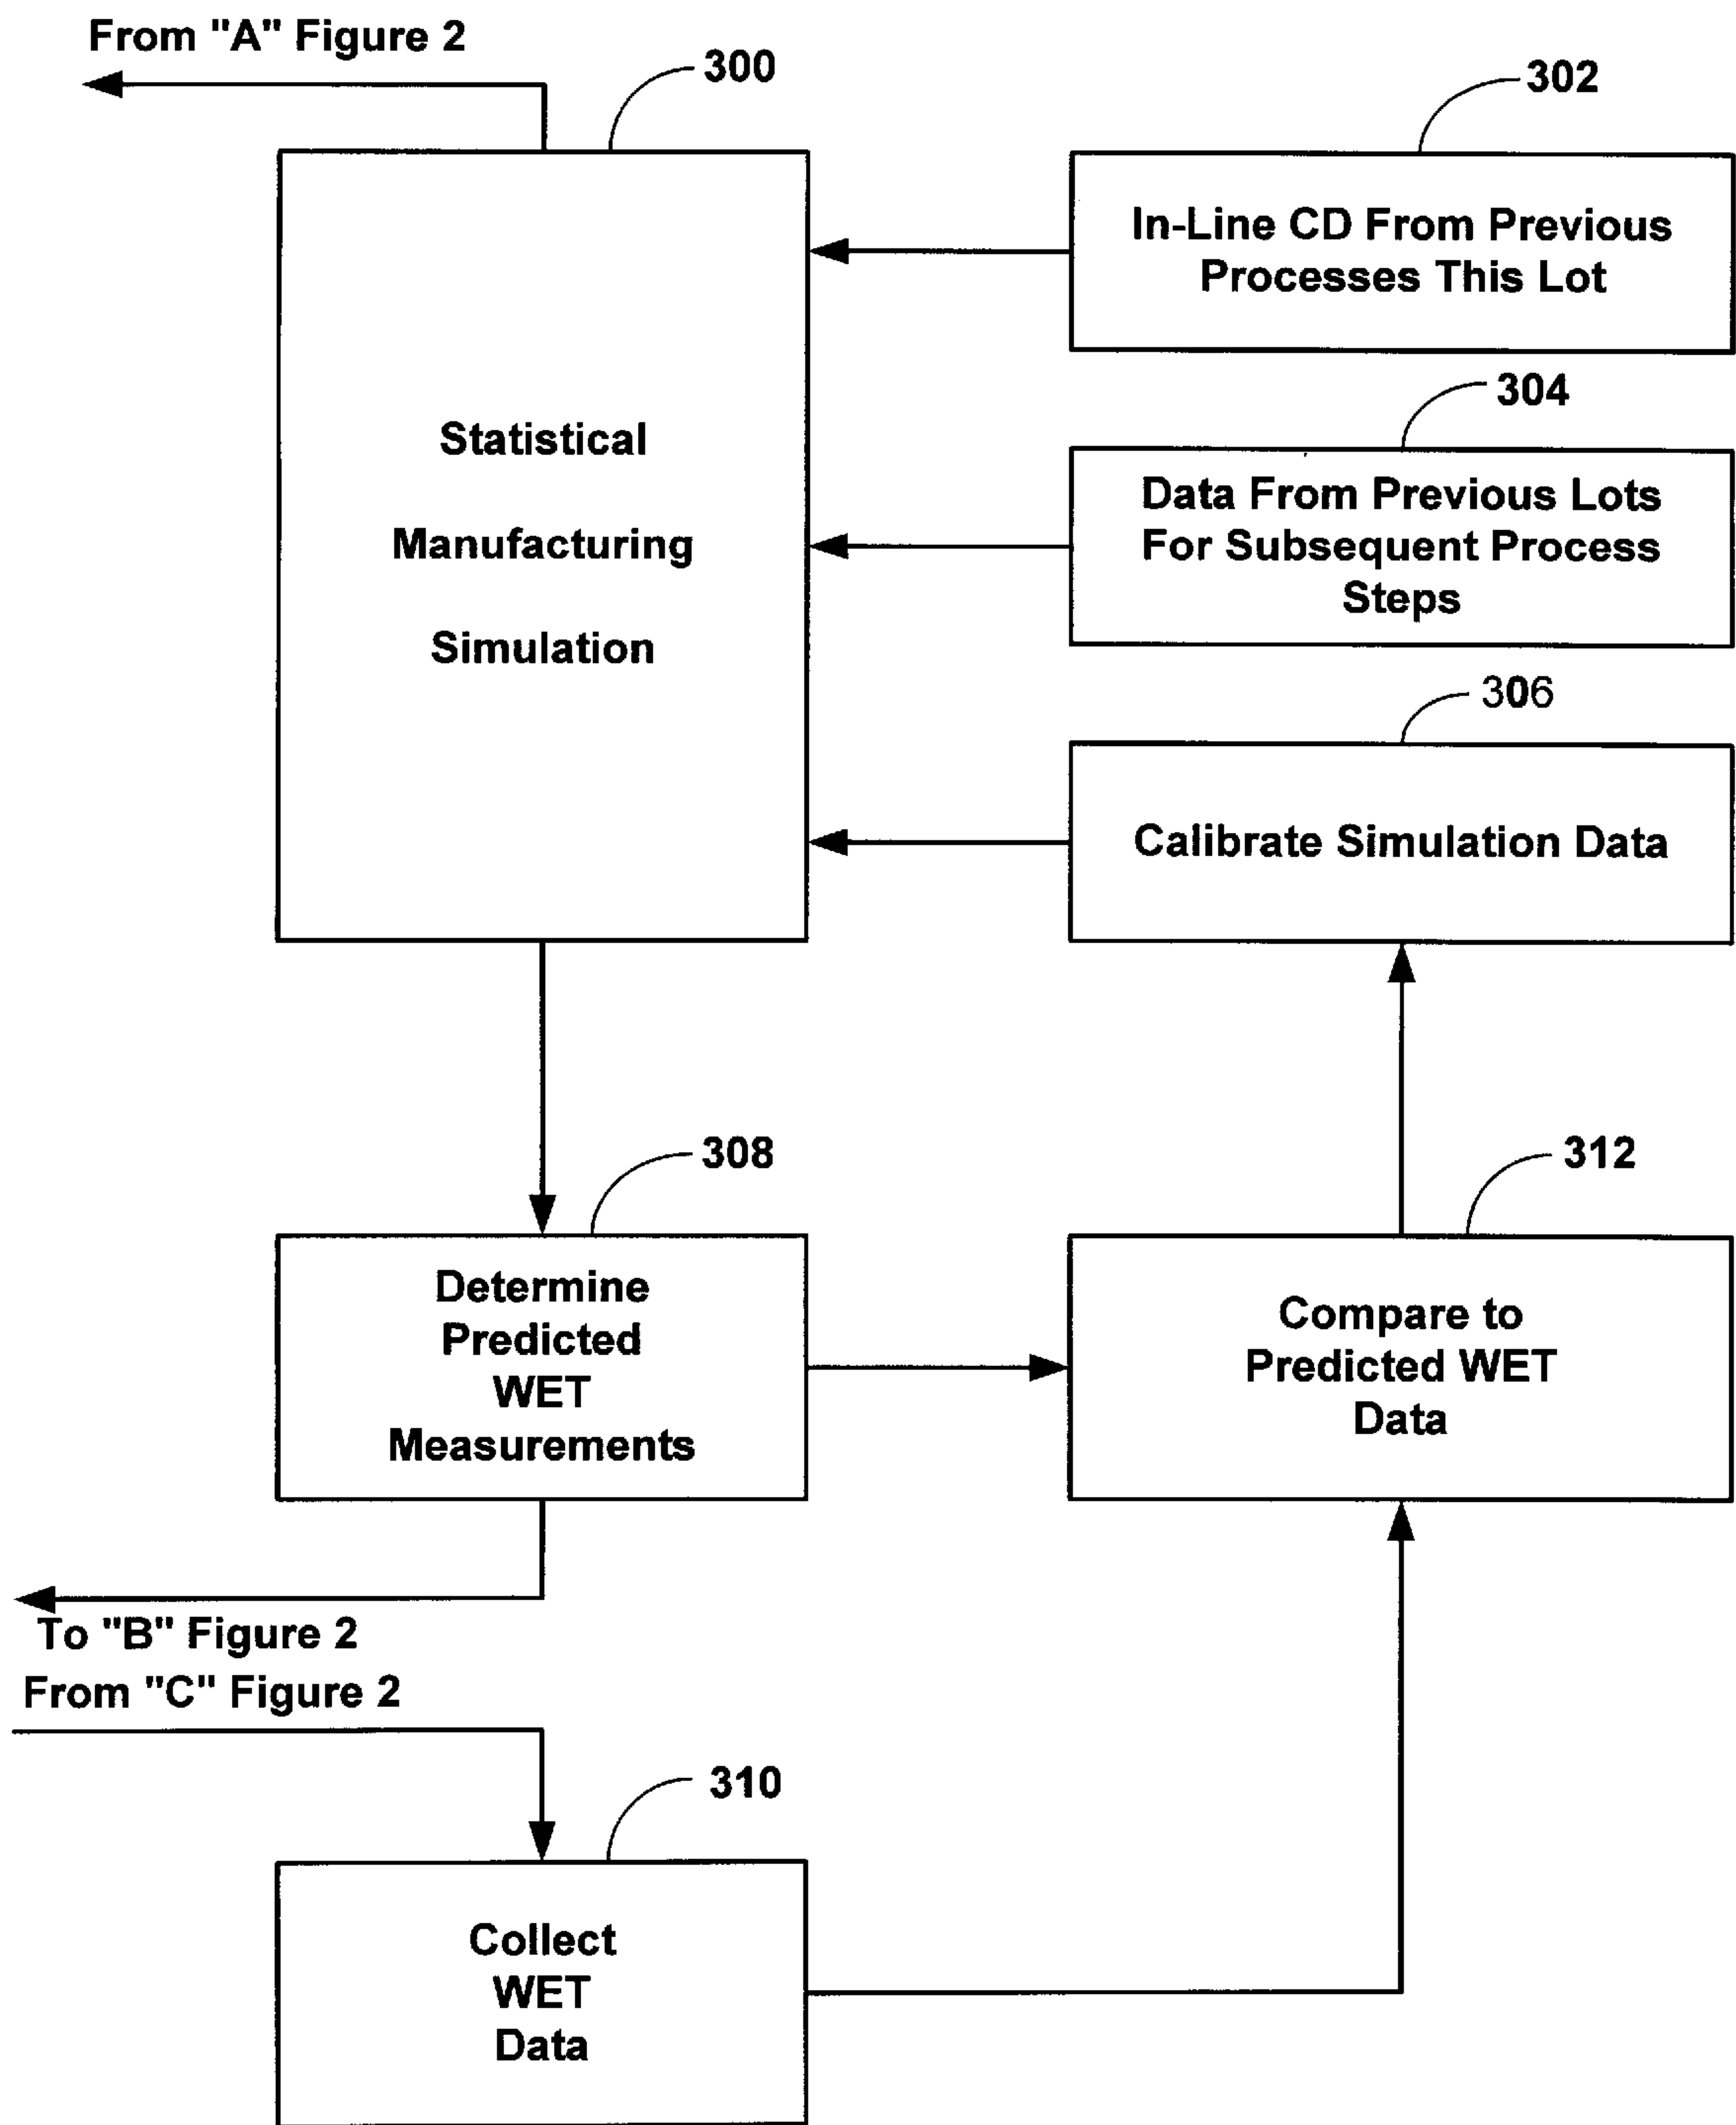 From "A" Figure 2
300
302
In-Line CD From Previous
Processes This Lot
304
Statistical
Manufacturing
Simulation
Data From Previous Lots
For Subsequent Process
Steps
306
Calibrate Simulation Data
308
312
Determine
Predicted
WET
Measurements
Compare to
Predicted WET
Data
To "B" Figure 2
From "C" Figure 2
310
Collect
WET
Data